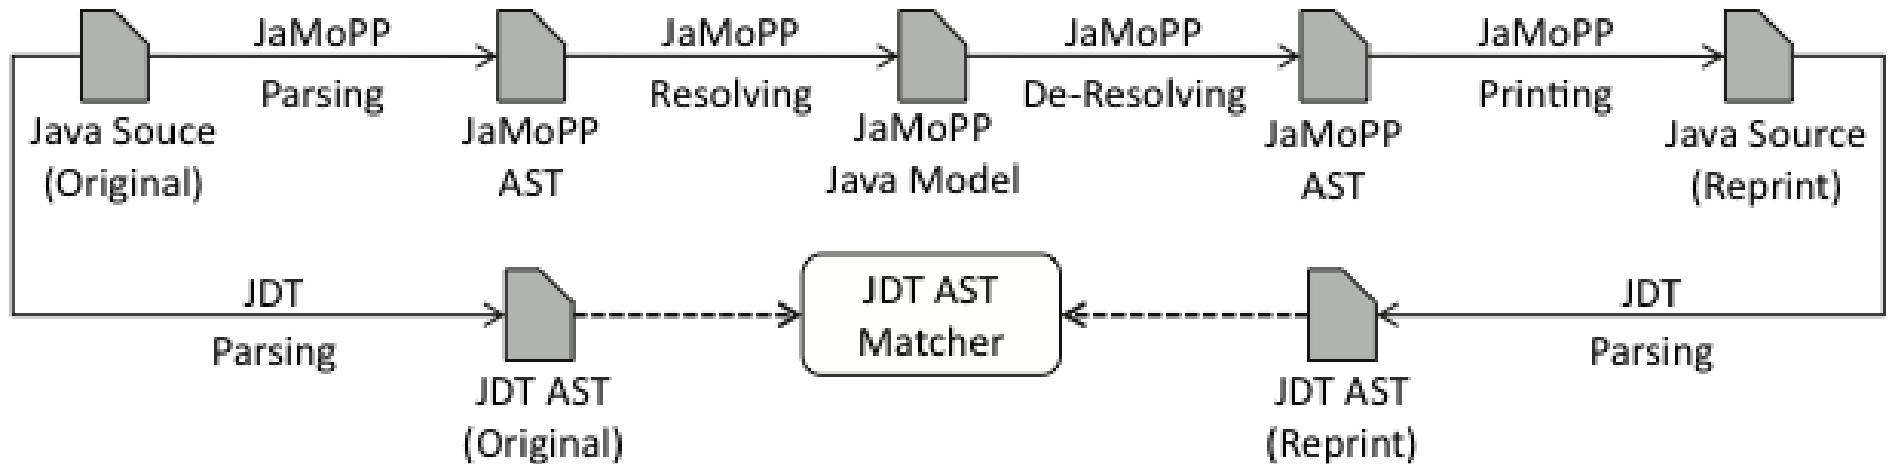 JaMoPP
Parsing
JaMoPP
Resolving
JaMoPP
De-Resolving
JaMoPP
Printing
Java Souce
(Original)
JaMoPP
AST
JaMoPP
Java Model
JaMoPP
AST
Java Source
(Reprint)
JDT
Parsing
JDT AST
(Original)
JDT AST
Matcher
JDT AST
(Reprint)
JDT
Parsing